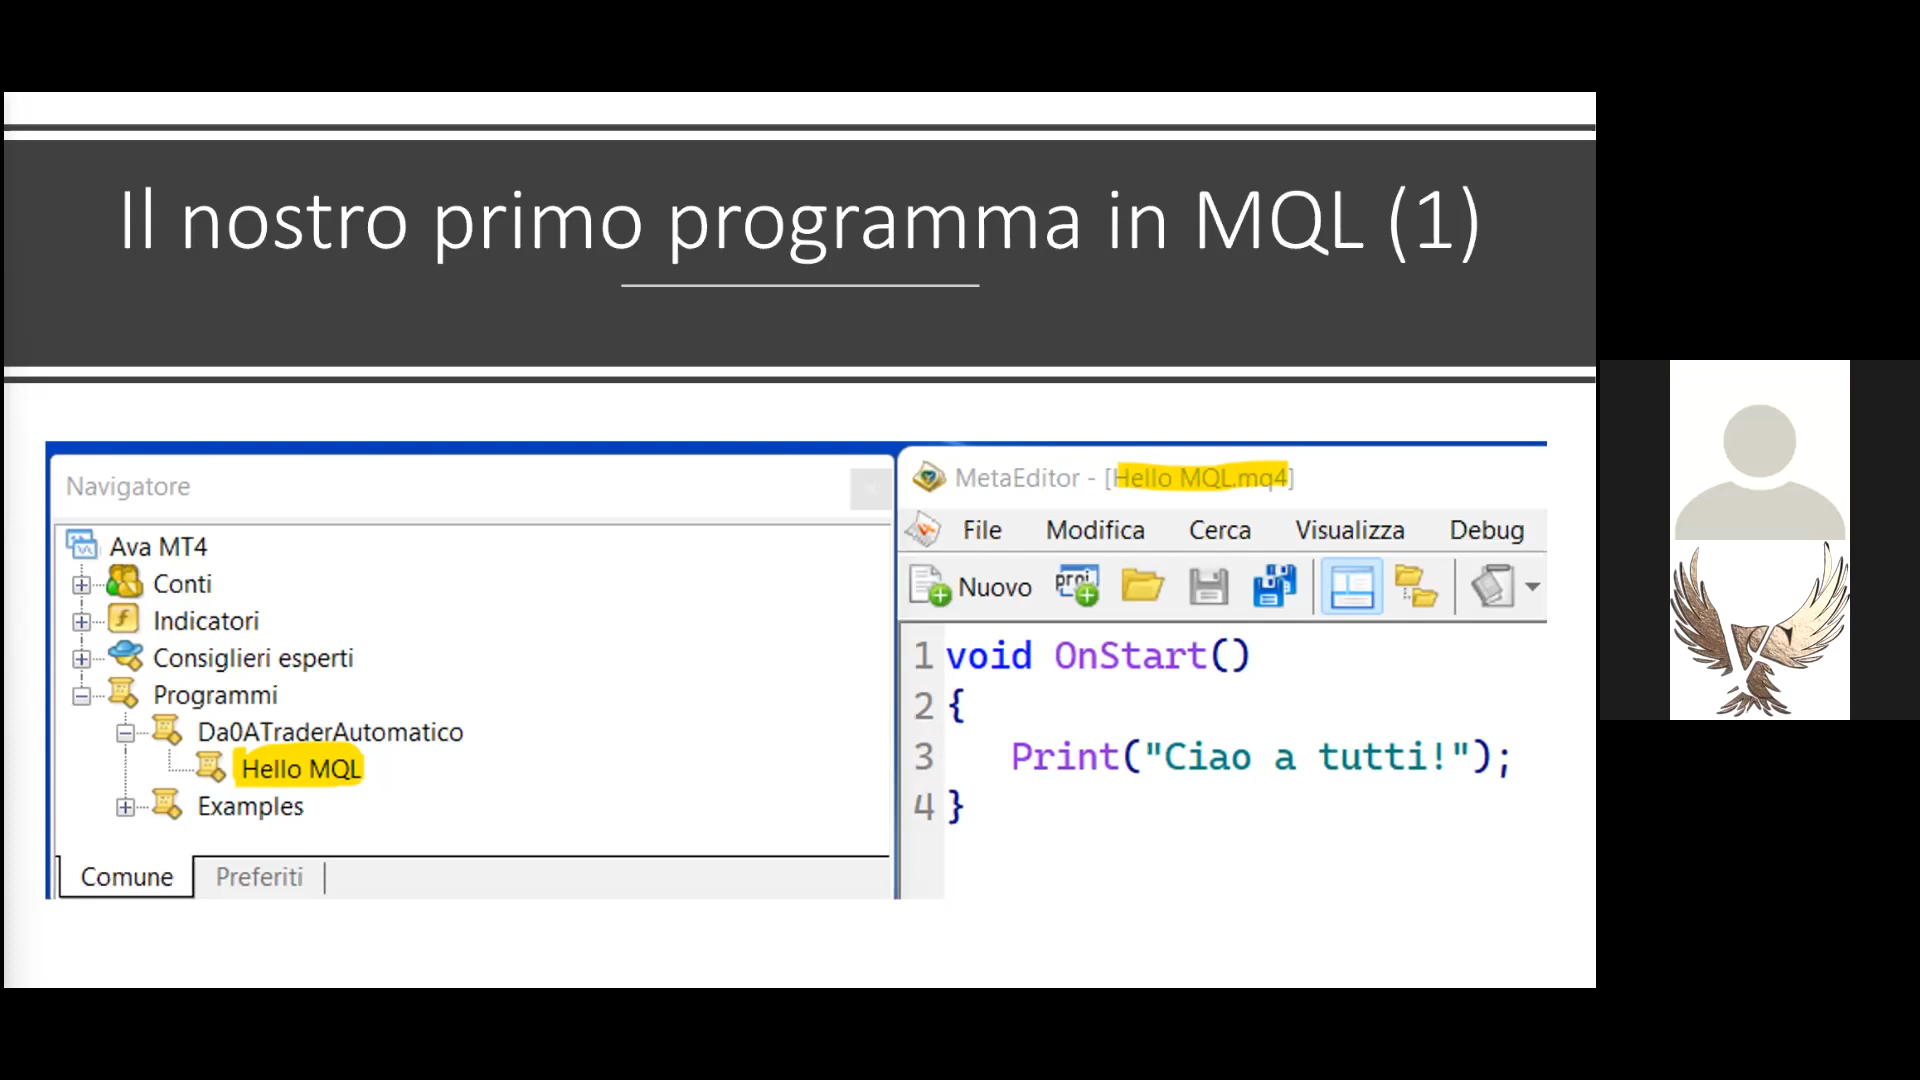 Il nostro primo programma in MQL (1)
Navigatore
Ava MT4
Conti
Indicatori
Consiglieri esperti
Programmi
Da0ATraderAutomatico
Hello MQL
Examples
Comune Preferiti
MetaEditor - [Hello MQL.mq4]
File Modifica Cerca Visualizza Debug
Nuovo proj
1 void OnStart()
2 {
3 Print("Ciao a tutti!");
4 }